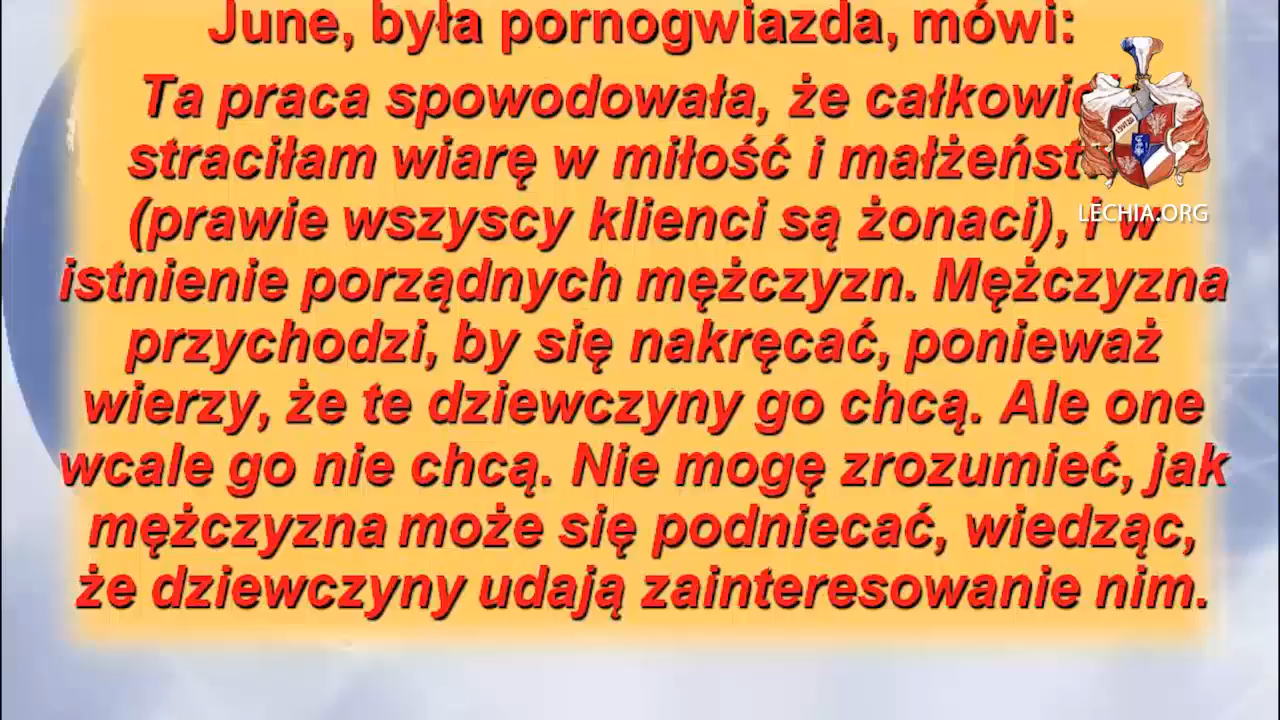 June, była pornogwiazda, mówi:
Ta praca spowodowała, że
straciłam wiarę w miłość i
(prawie wszyscy klienci są żonaci), i w
LECHIA.ORG
istnienie porządnych mężczyzn. Mężczyzna
przychodzi, by się nakręcać, ponieważ
wierzy, że te dziewczyny go chcą. Ale one
wcale go nie chcą. Nie mogę zrozumieć, jak
mężczyzna może się podniecać, wiedząc,
że dziewczyny udają zainteresowanie nim.